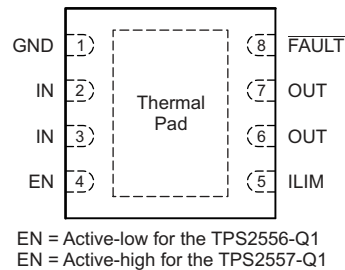 GND 1 8 FAULT
IN 2 Thermal Pad 7 OUT
IN 3 6 OUT
EN 4 5 ILIM
EN = Active-low for the TPS2556-Q1
EN = Active-high for the TPS2557-Q1